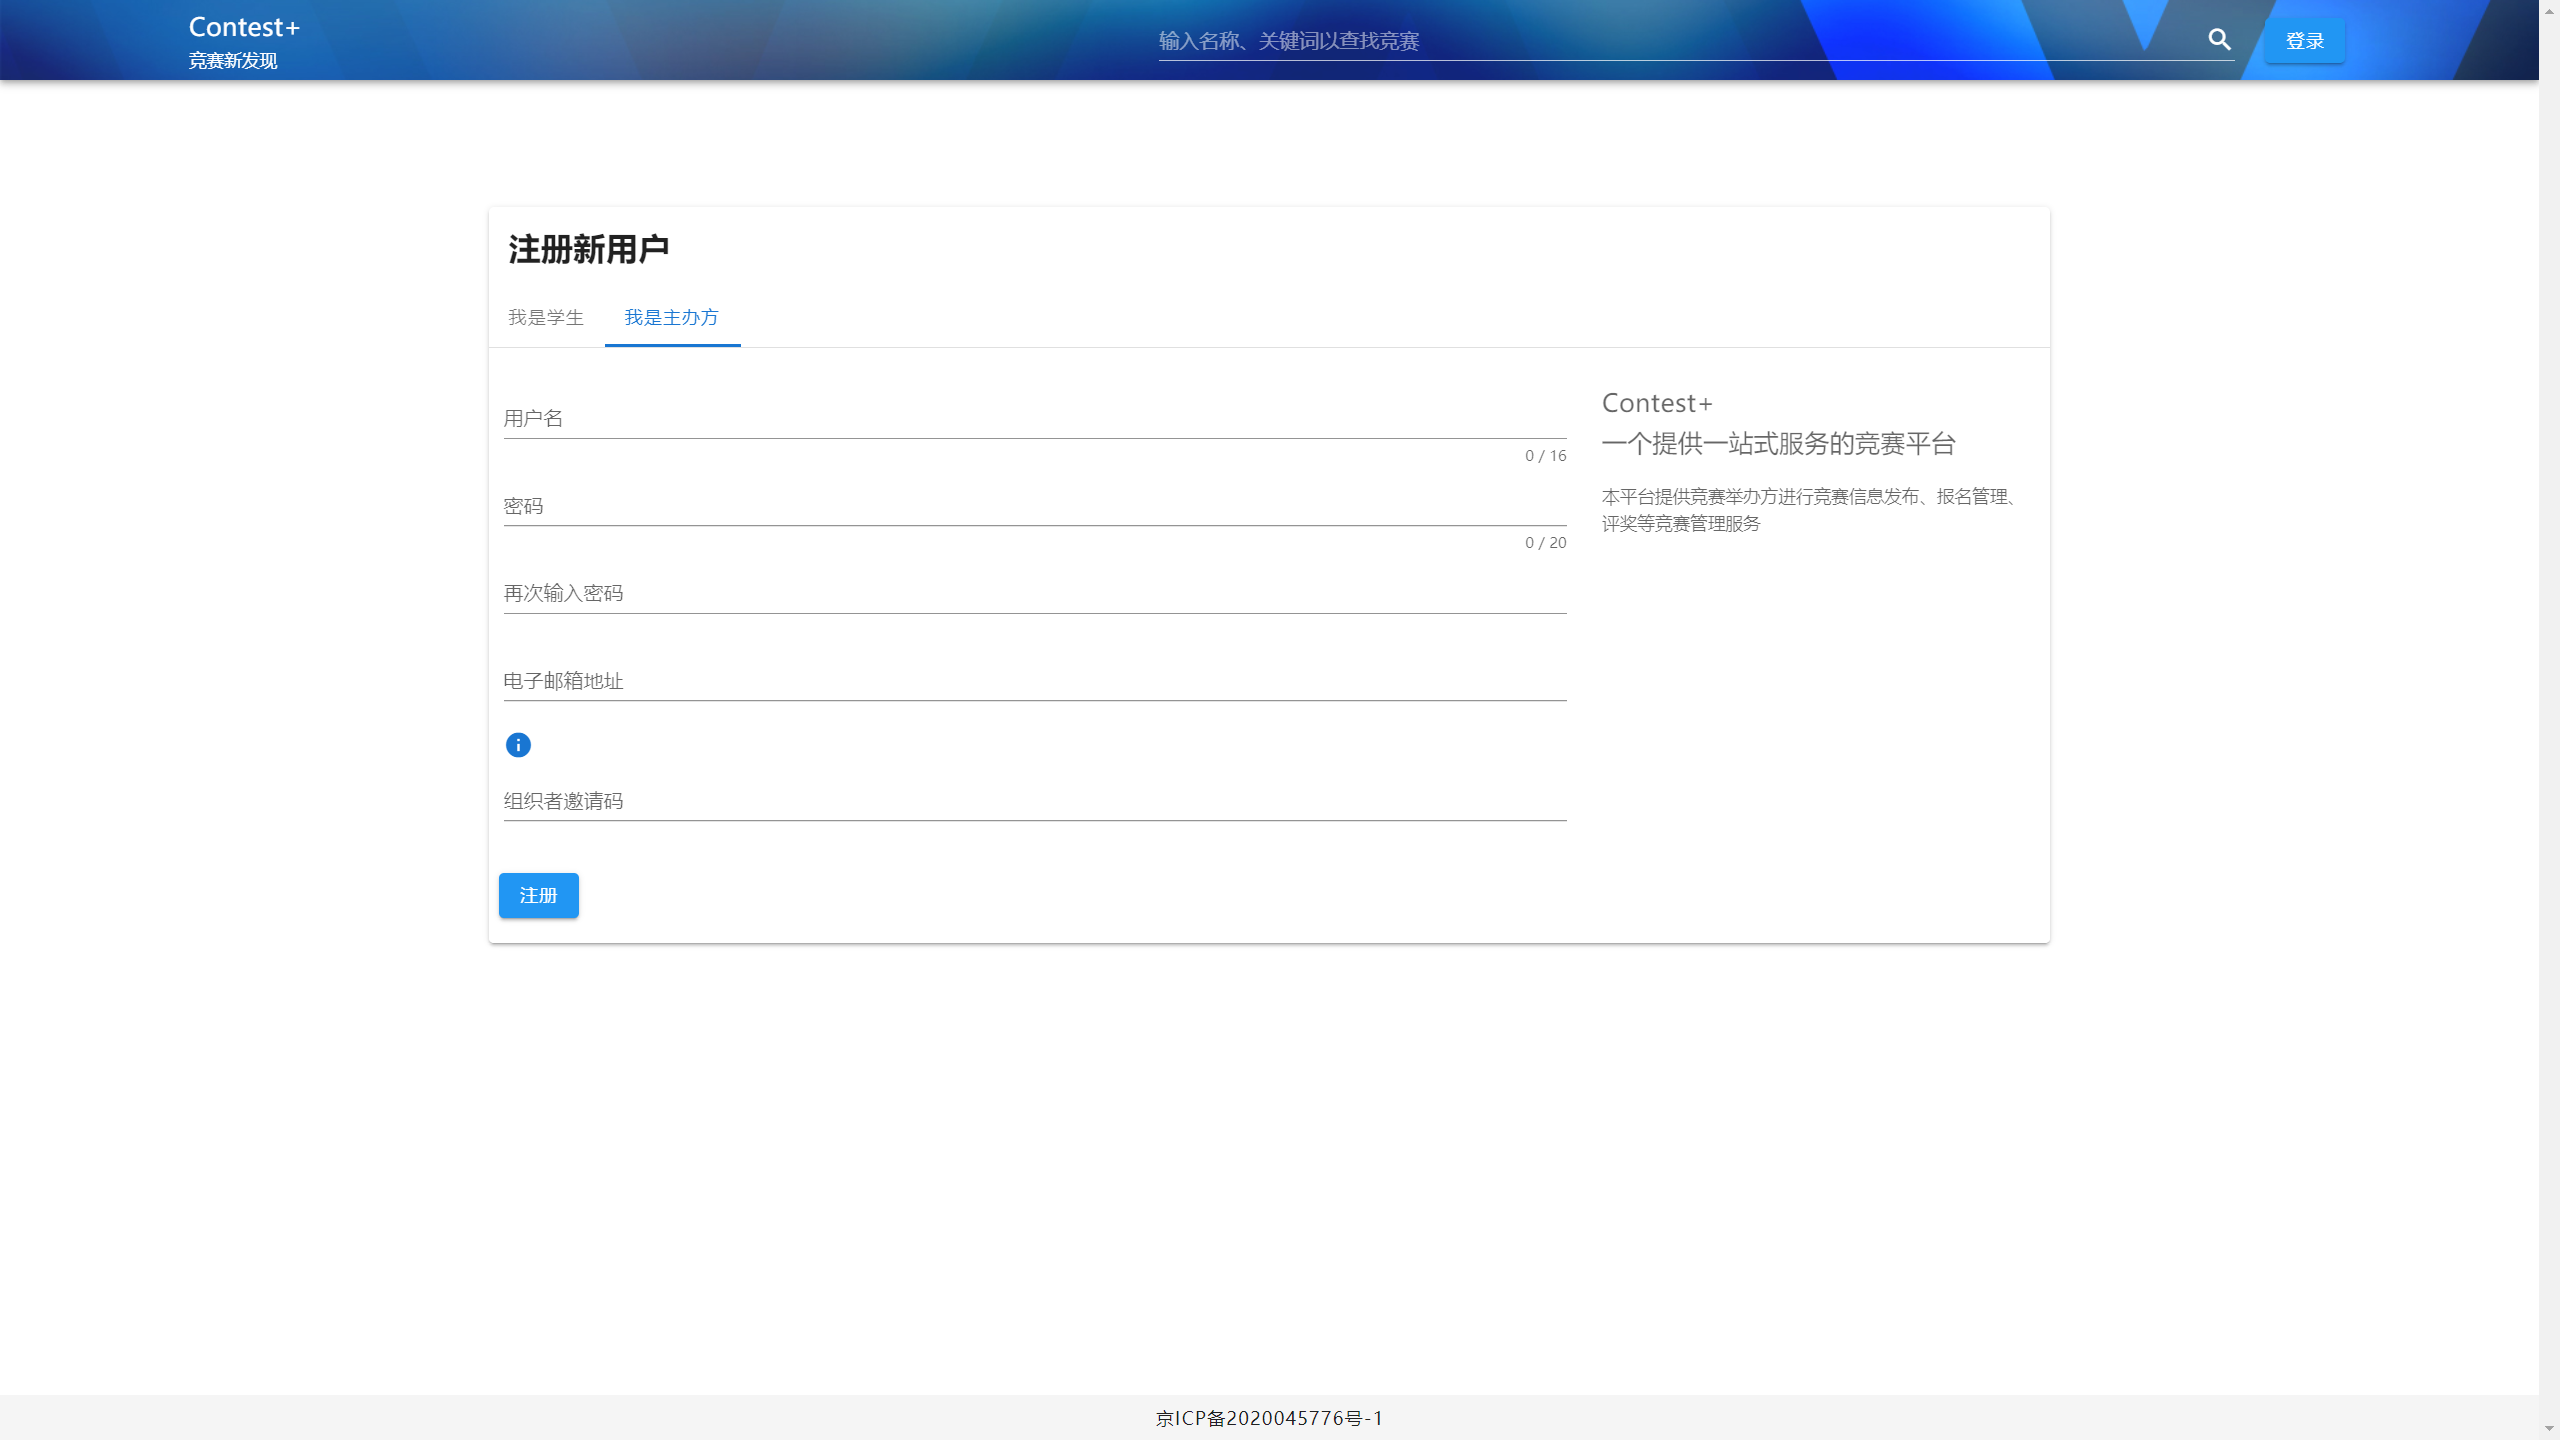 Contest+
竞赛新发现
输入名称、关键词以查找竞赛
登录
注册新用户
我是学生
我是主办方
用户名
0 / 16
密码
0 / 20
再次输入密码
电子邮箱地址
组织者邀请码
注册
Contest+
一个提供一站式服务的竞赛平台
本平台提供竞赛举办方进行竞赛信息发布、报名管理、
评奖等竞赛管理服务
京ICP备2020045776号-1